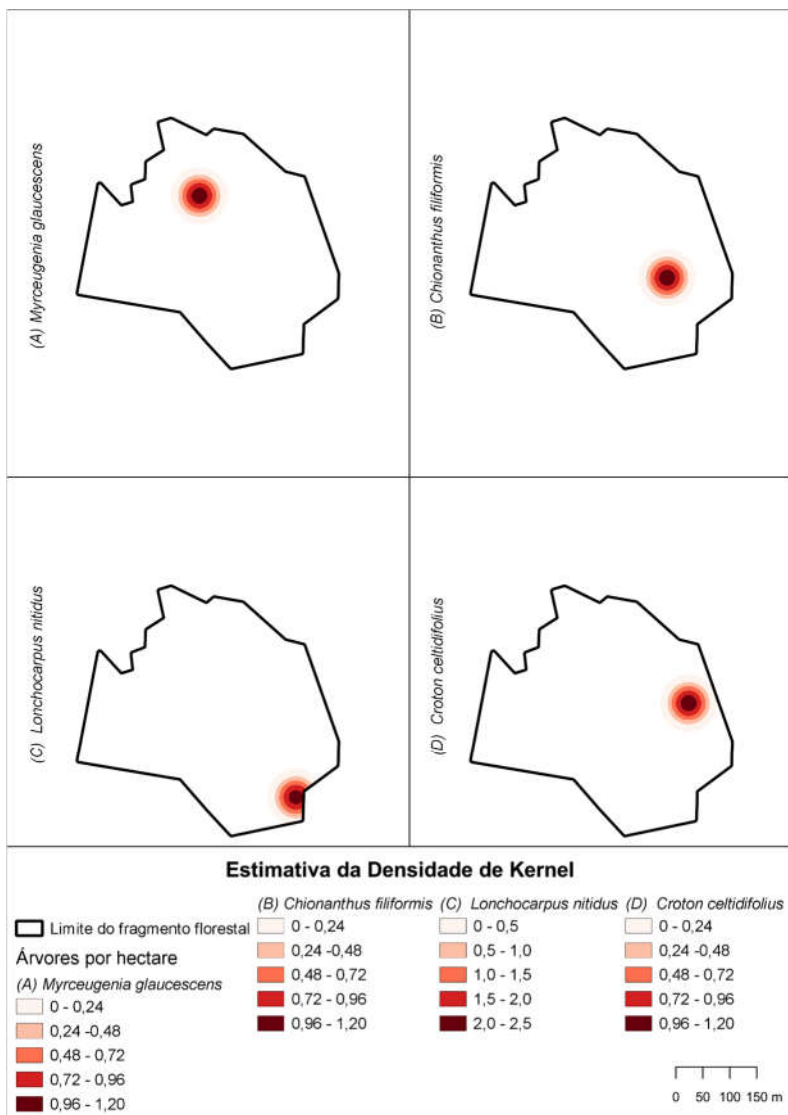 (A) Myrceugenia glaucescens
(B) Chionanthus filiformis
(C) Lonchocarpus nitidus
(D) Croton celtidifolius
Estimativa da Densidade de Kernel
Limite do fragmento florestal
Árvores por hectare
(A) Myrceugenia glaucescens
0 - 0,24
0,24 -0,48
0,48 - 0,72
0,72 - 0,96
0,96 - 1,20
(B) Chionanthus filiformis
0 - 0,24
0,24 -0,48
0,48 - 0,72
0,72 - 0,96
0,96 - 1,20
(C) Lonchocarpus nitidus
0 - 0,5
0,5 - 1,0
1,0 - 1,5
1,5 - 2,0
2,0 - 2,5
(D) Croton celtidifolius
0 - 0,24
0,24 -0,48
0,48 - 0,72
0,72 - 0,96
0,96 - 1,20
0 50 100 150 m